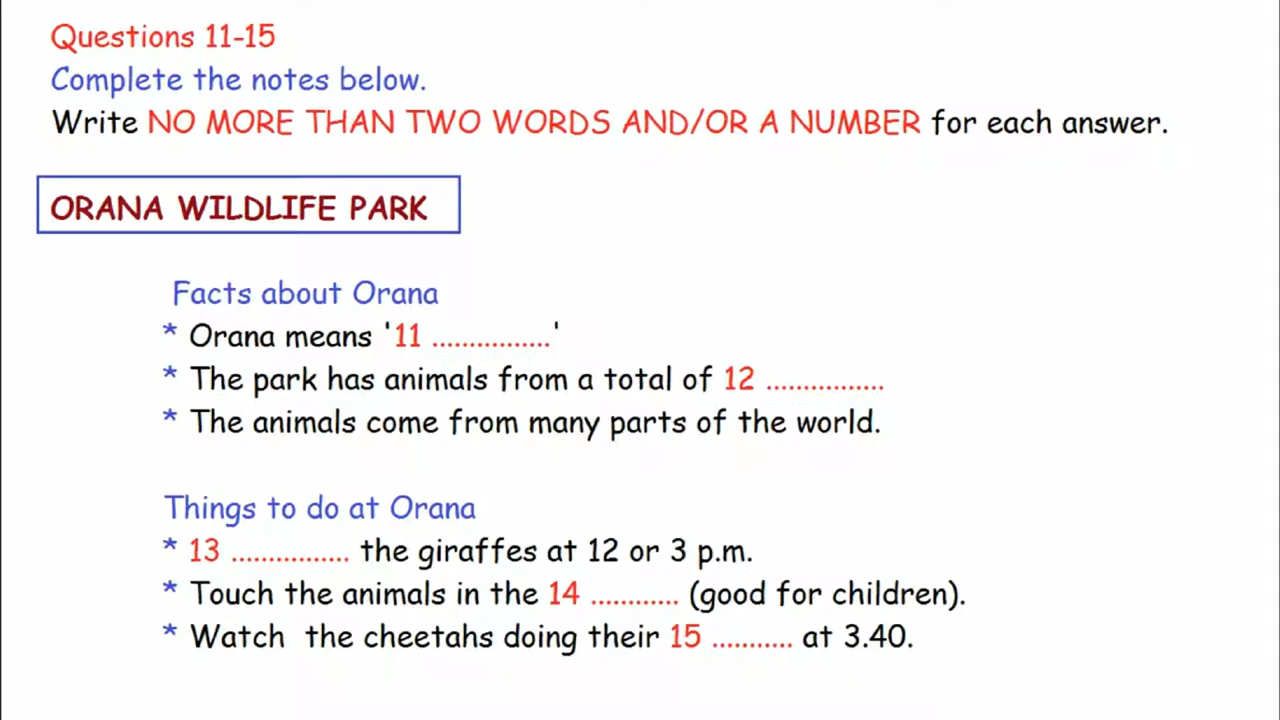 Questions 11-15
Complete the notes below.
Write NO MORE THAN TWO WORDS AND/OR A NUMBER for each answer.
ORANA WILDLIFE PARK
Facts about Orana
* Orana means '11 ................'
* The park has animals from a total of 12 ................
* The animals come from many parts of the world.
Things to do at Orana
* 13 ................ the giraffes at 12 or 3 p.m.
* Touch the animals in the 14 ............ (good for children).
* Watch the cheetahs doing their 15 ........... at 3.40.